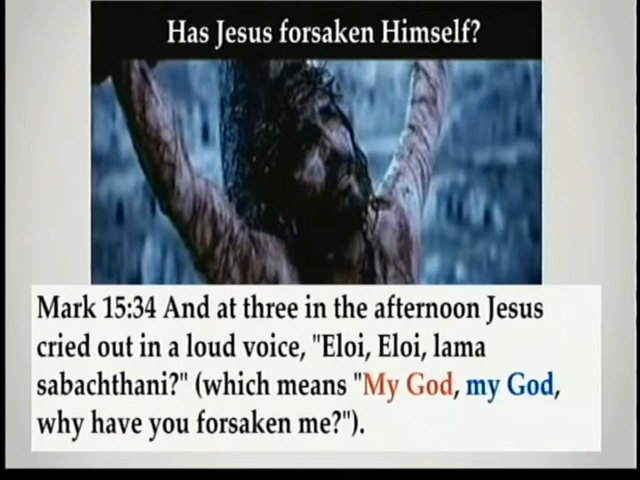 Has Jesus forsaken Himself?
Mark 15:34 And at three in the afternoon Jesus
cried out in a loud voice, "Eloi, Eloi, lama
sabachthani?" (which means "My God, my God,
why have you forsaken me?").